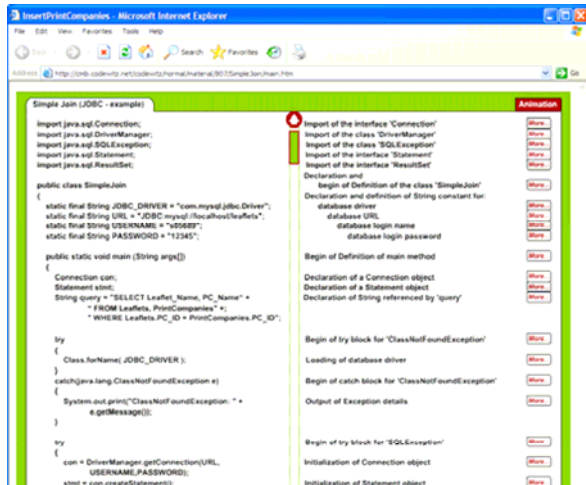 InsertPrintCompanies - Microsoft Internet Explorer
File Edit View Favorites Tools Help
Search Favorites
Address http://cmb.codewitz.net/codewitz/normal/material/807/SimpleJoin/main.htm Go
Simple Join (JDBC - example) Animation
import java.sql.Connection; Import of the interface 'Connection' More...
import java.sql.DriverManager; Import of the class 'DriverManager' More...
import java.sql.SQLException; Import of the class 'SQLException' More...
import java.sql.Statement; Import of the interface 'Statement' More...
import java.sql.ResultSet; Import of the interface 'ResultSet' More...
Declaration and
public class SimpleJoin begin of Definition of the class 'SimpleJoin' More...
{ Declaration and definition of String constant for:
static final String JDBC_DRIVER = "com.mysql.jdbc.Driver"; database driver More...
static final String URL = "JDBC:mysql://localhost/leaflets"; database URL More...
static final String USERNAME = "s05689"; database login name More...
static final String PASSWORD = "12345"; database login password More...
public static void main (String args[]) Begin of Definition of main method More...
{
Connection con; Declaration of a Connection object More...
Statement stmt; Declaration of a Statement object More...
String query = "SELECT Leaflet_Name, PC_Name" + Declaration of String referenced by 'query' More...
" FROM Leaflets, PrintCompanies" +
" WHERE Leaflets.PC_ID = PrintCompanies.PC_ID";
try Begin of try block for 'ClassNotFoundException' More...
{
Class.forName( JDBC_DRIVER ); Loading of database driver More...
}
catch(java.lang.ClassNotFoundException e) Begin of catch block for 'ClassNotFoundException' More...
{
System.out.print("ClassNotFoundException: " + Output of Exception details More...
e.getMessage());
}
try Begin of try block for 'SQLException' More...
{
con = DriverManager.getConnection(URL, Initialization of Connection object More...
USERNAME,PASSWORD);
stmt = con.createStatement(); Initialization of Statement object More...